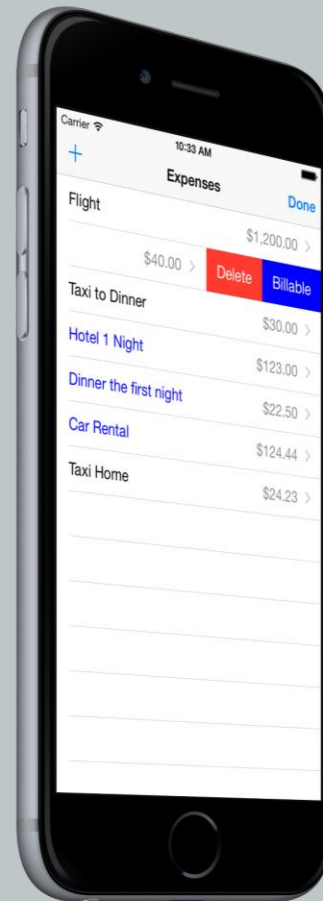 Carrier
10:33 AM
Expenses
Done
Flight
$1,200.00
$40.00
Delete
Billable
Taxi to Dinner
$30.00
Hotel 1 Night
$123.00
Dinner the first night
$22.50
Car Rental
$124.44
Taxi Home
$24.23